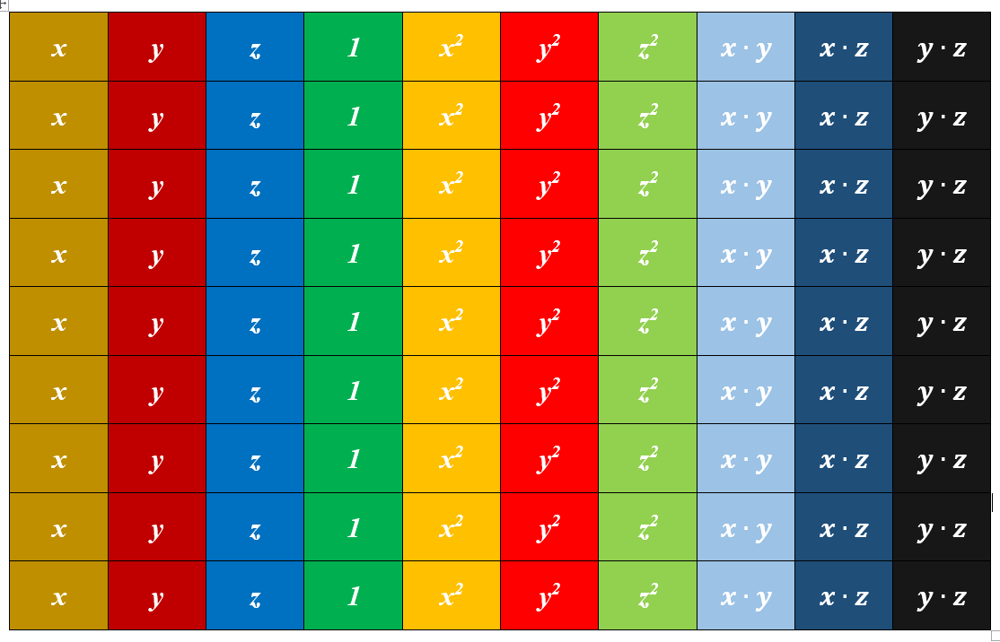 x y z 1 x² y² z² x · y x · z y · z
x y z 1 x² y² z² x · y x · z y · z
x y z 1 x² y² z² x · y x · z y · z
x y z 1 x² y² z² x · y x · z y · z
x y z 1 x² y² z² x · y x · z y · z
x y z 1 x² y² z² x · y x · z y · z
x y z 1 x² y² z² x · y x · z y · z
x y z 1 x² y² z² x · y x · z y · z
x y z 1 x² y² z² x · y x · z y · z